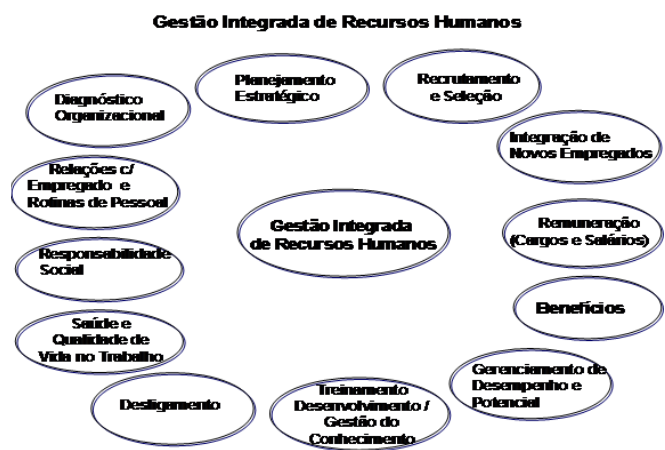 Gestão Integrada de Recursos Humanos
Planejamento
Estratégico
Recrutamento
e Seleção
Diagnóstico
Organizacional
Integração de
Novos Empregados
Relações c/
Empregado e
Rotinas de Pessoal
Gestão Integrada
de Recursos Humanos
Remuneração
(Cargos e Salários)
Responsabilidade
Social
Benefícios
Saúde e
Qualidade de
Vida no Trabalho
Gerenciamento de
Desempenho e
Potencial
Desligamento
Treinamento
Desenvolvimento /
Gestão do
Conhecimento